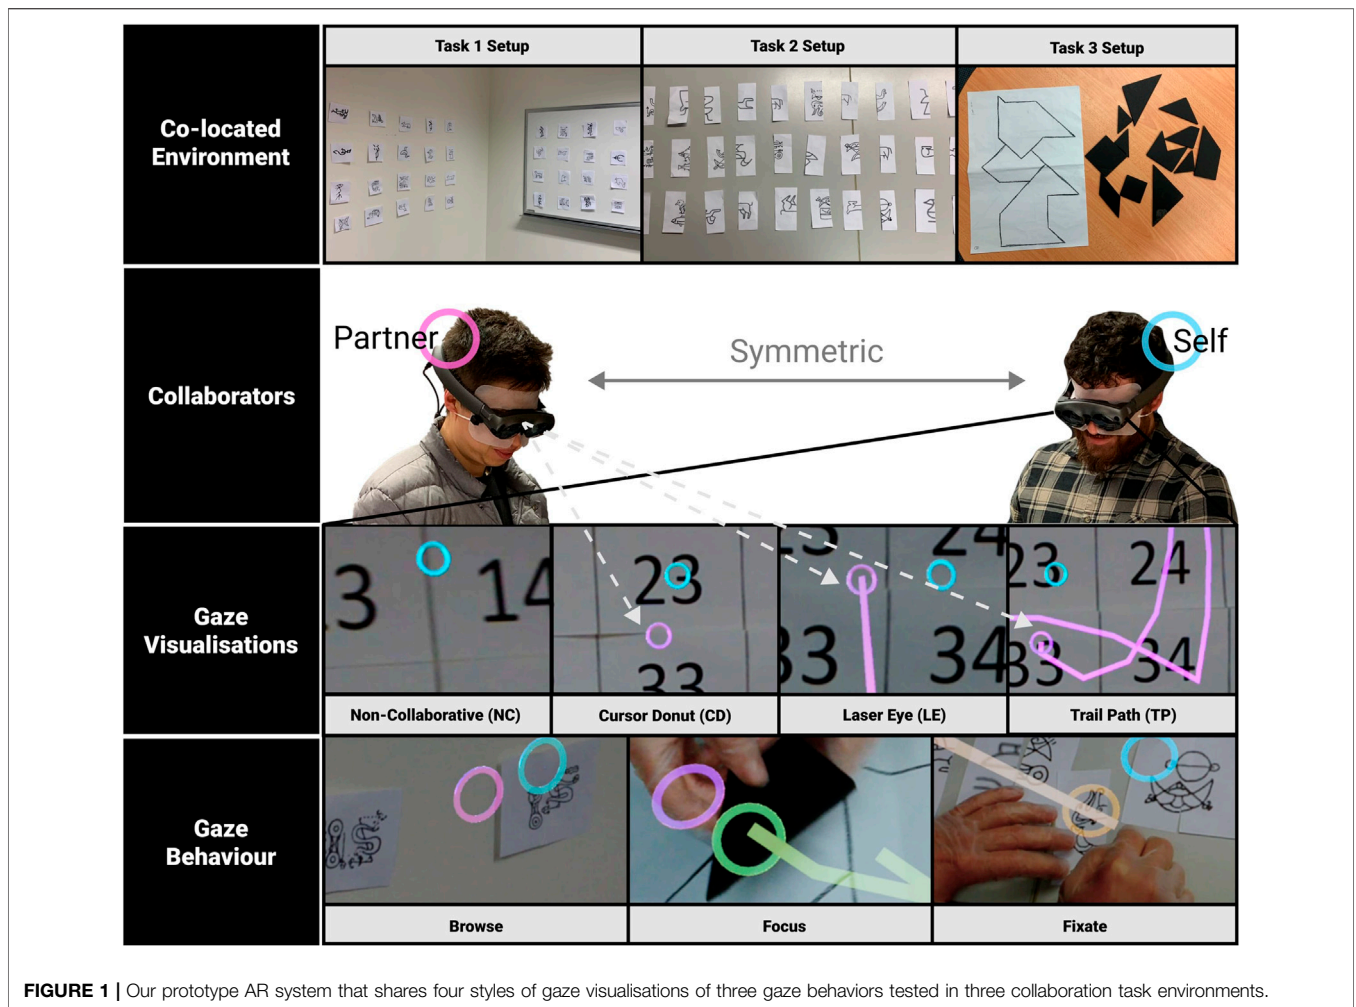 Task 1 Setup
Task 2 Setup
Task 3 Setup
Co-located
Environment
Partner
Symmetric
Self
Collaborators
Gaze
Visualisations
3
14
23
33
23
24
33
34
23
24
33
34
Non-Collaborative (NC)
Cursor Donut (CD)
Laser Eye (LE)
Trail Path (TP)
Gaze
Behaviour
Browse
Focus
Fixate
FIGURE 1 | Our prototype AR system that shares four styles of gaze visualisations of three gaze behaviors tested in three collaboration task environments.